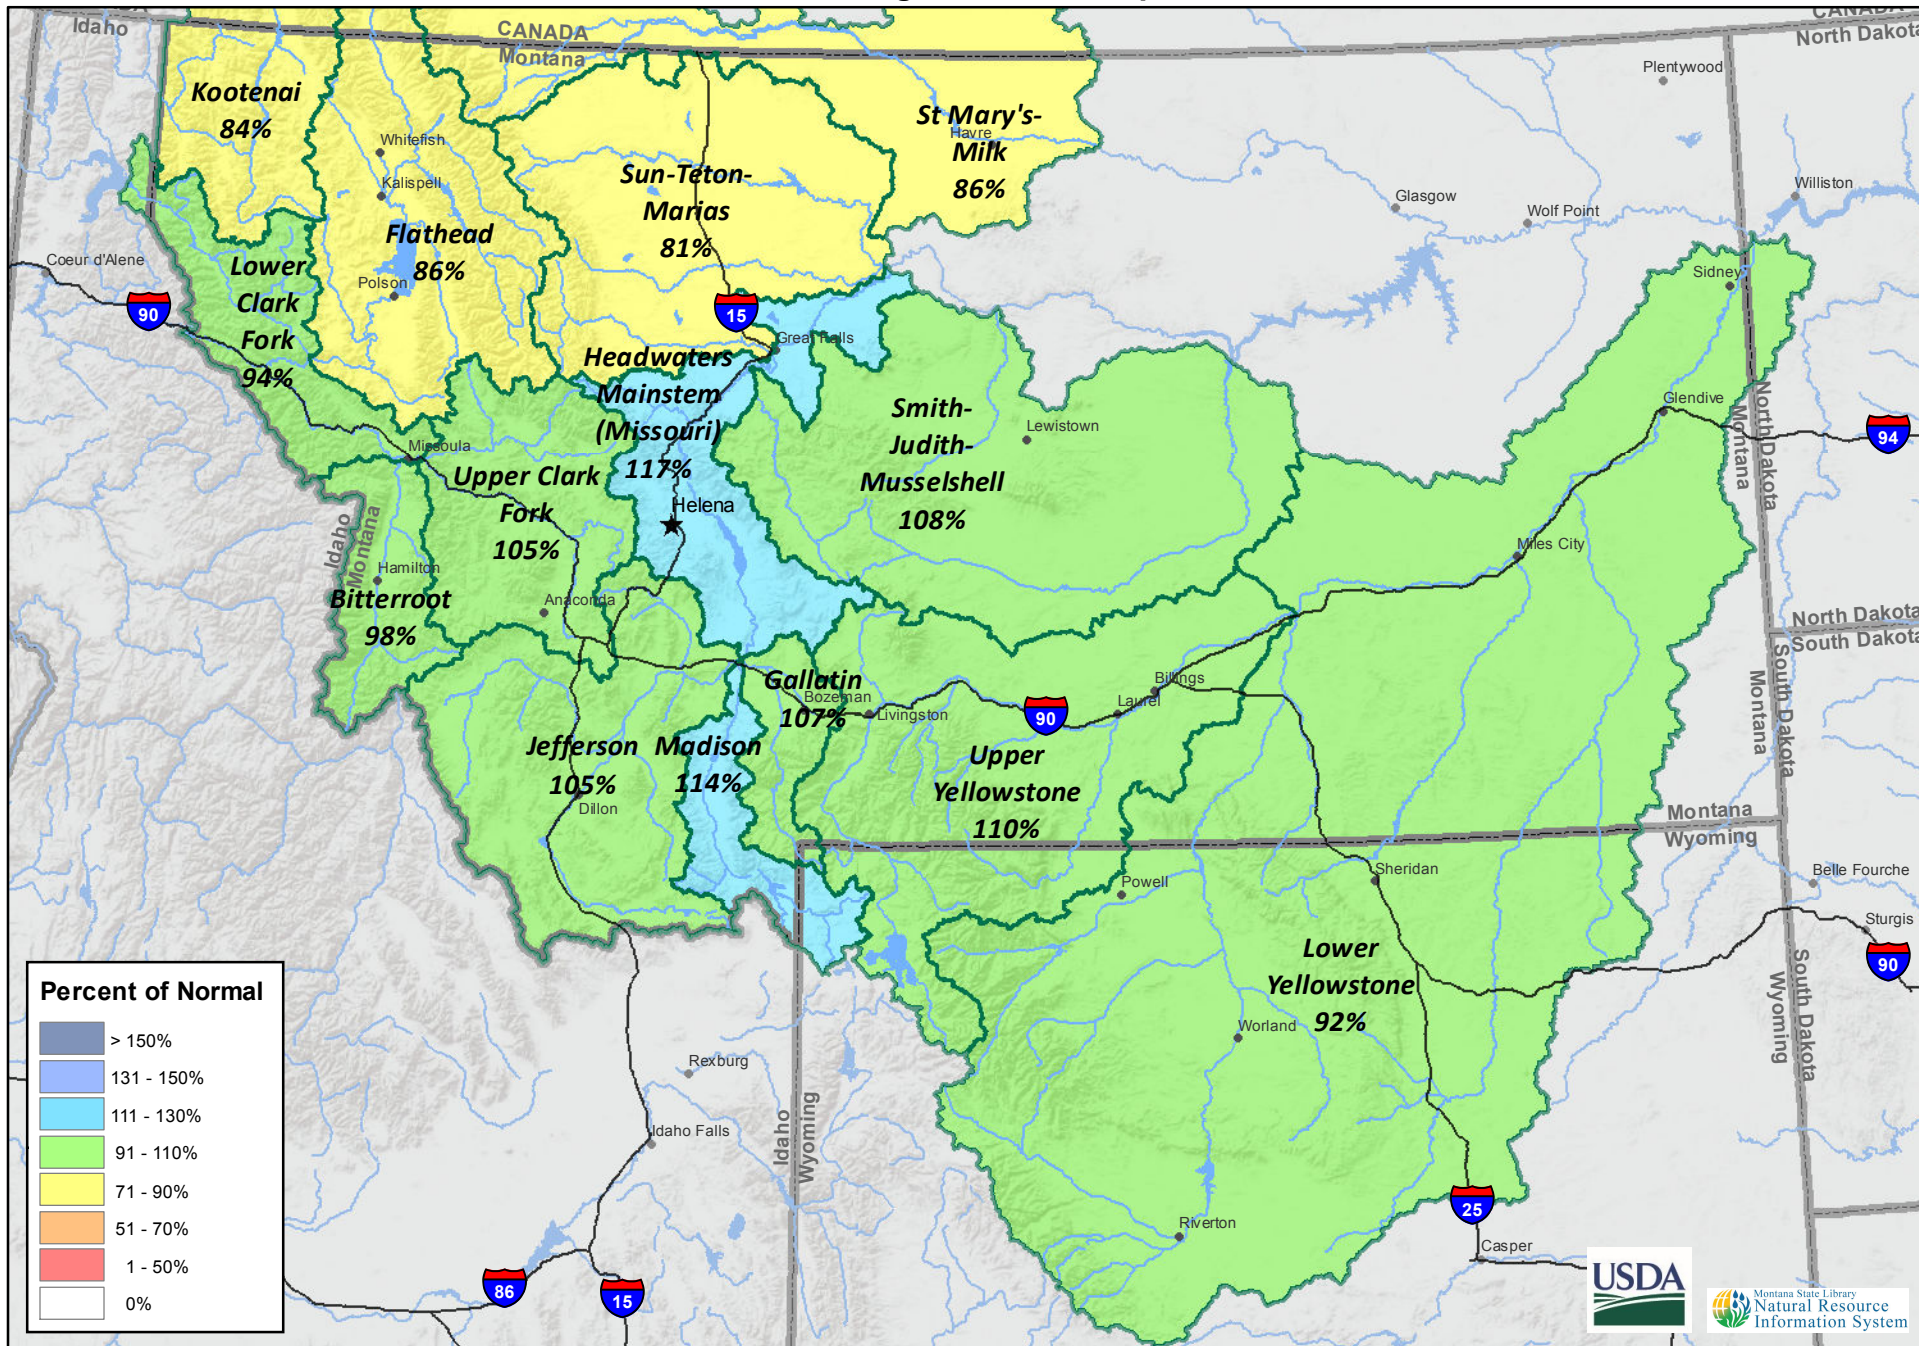 CANADA
Idaho
CANADA
Montana
CANADA
North Dakota
Plentywood
Kootenai
84%
Whitefish
Kalispell
St Mary's-
Havre
Milk
86%
Sun-Teton-
Marias
81%
Glasgow
Wolf Point
Williston
Flathead
86%
Polson
Coeur d'Alene
Lower
Clark
Fork
94%
90
15
Sidney
Great Falls
Headwaters
Mainstem
(Missouri)
117%
Helena
Smith-
Judith-
Musselshell
108%
Lewistown
Glendive
North Dakota
Montana
94
Missoula
Upper Clark
Fork
105%
Idaho
Montana
Hamilton
Bitterroot
98%
Anaconda
Miles City
North Dakota
South Dakota
South Dakota
Montana
Gallatin
Bozeman
107%
Livingston
90
Laurel
Billings
Jefferson
105%
Dillon
Madison
114%
Upper
Yellowstone
110%
Montana
Wyoming
Powell
Sheridan
Belle Fourche
Sturgis
90
Lower
Yellowstone
92%
South Dakota
Wyoming
Worland
Rexburg
Idaho Falls
Idaho
Wyoming
Riverton
25
Casper
86
15
Percent of Normal
> 150%
131 - 150%
111 - 130%
91 - 110%
71 - 90%
51 - 70%
1 - 50%
0%
USDA
Montana State Library
Natural Resource
Information System